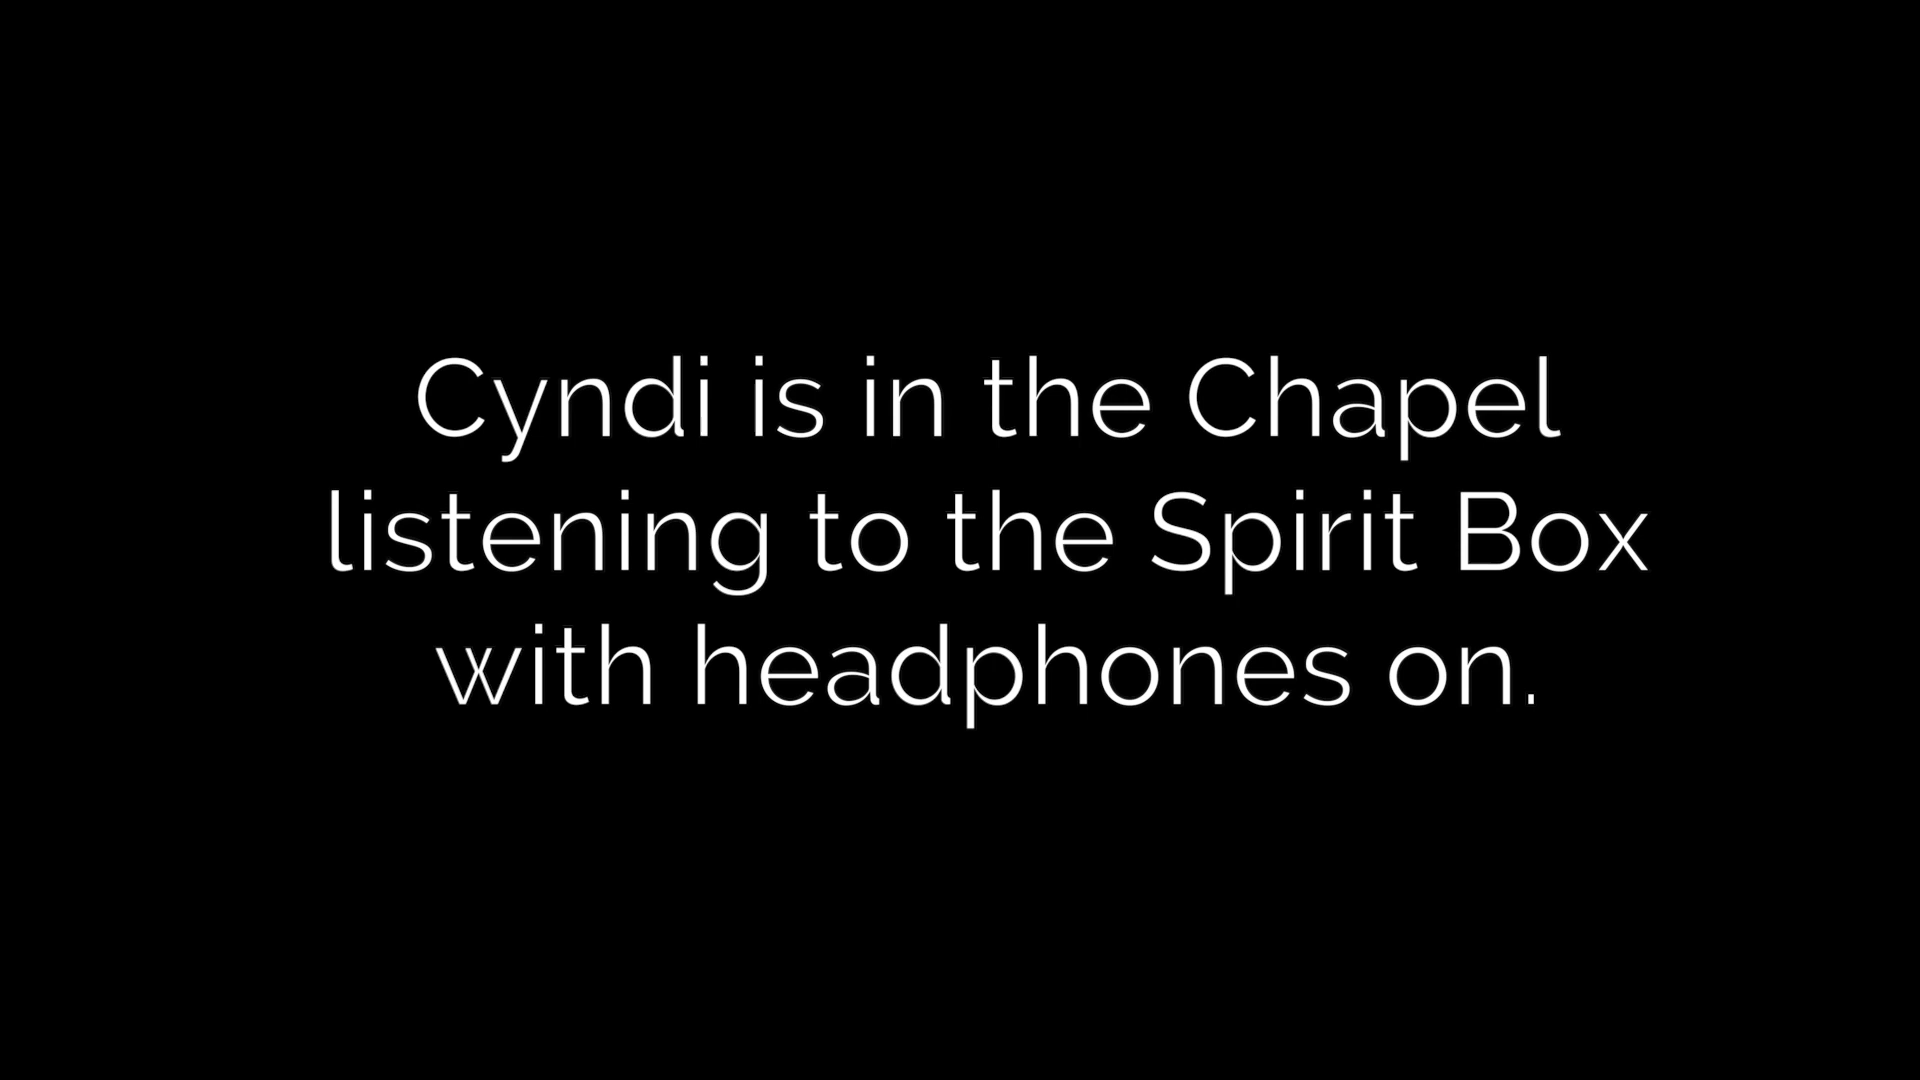 Cyndi is in the Chapel
listening to the Spirit Box
with headphones on.